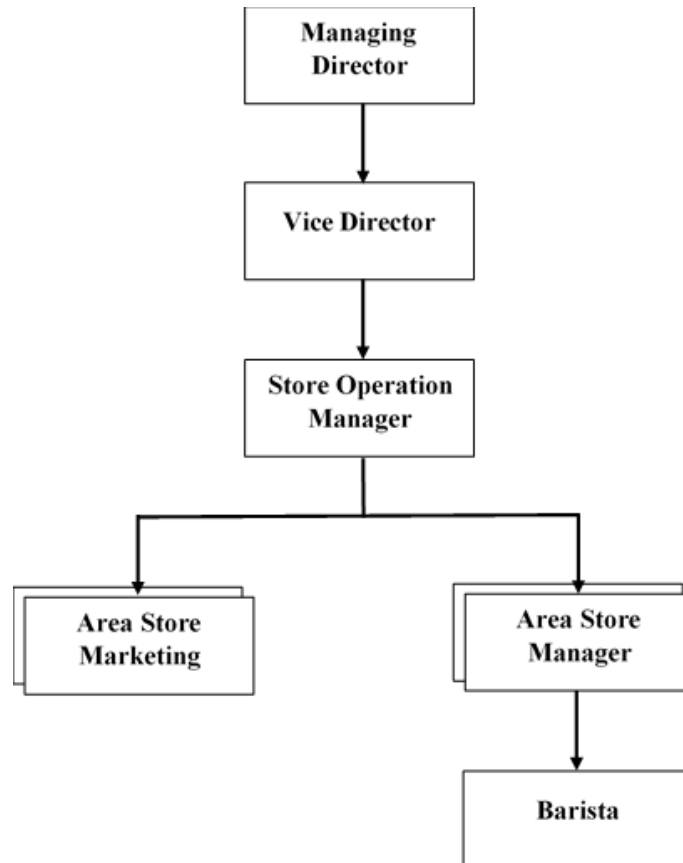 Managing
Director
Vice Director
Store Operation
Manager
Area Store
Marketing
Area Store
Manager
Barista